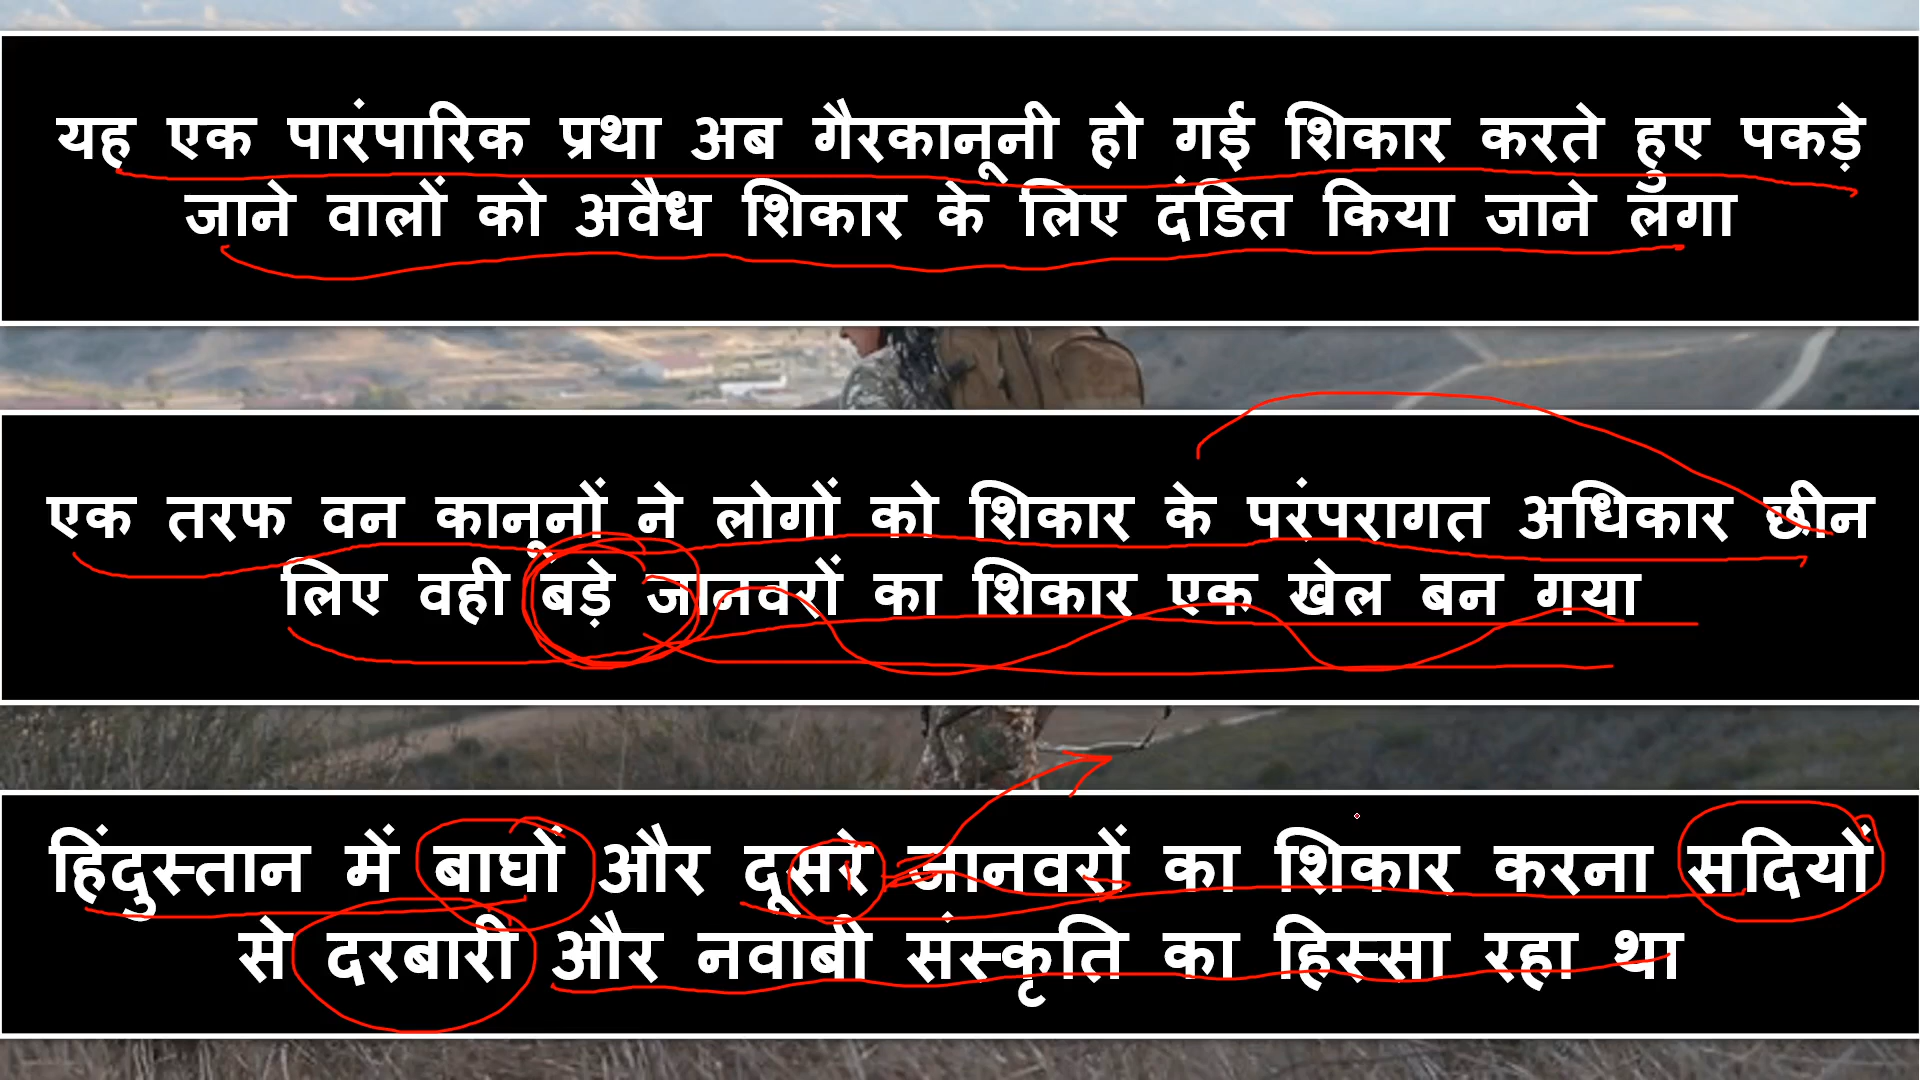 यह एक पारंपारिक प्रथा अब गैरकानूनी हो गई शिकार करते हुए पकड़े
जाने वालों को अवैध शिकार के लिए दंडित किया जाने लगा
एक तरफ वन कानूनों ने लोगों को शिकार के परंपरागत अधिकार छीन
लिए वही बड़े जानवरों का शिकार एक खेल बन गया
हिंदुस्तान में बाघों और दूसरे जानवरों का शिकार करना सदियों
से दरबारी और नवाबी संस्कृति का हिस्सा रहा था